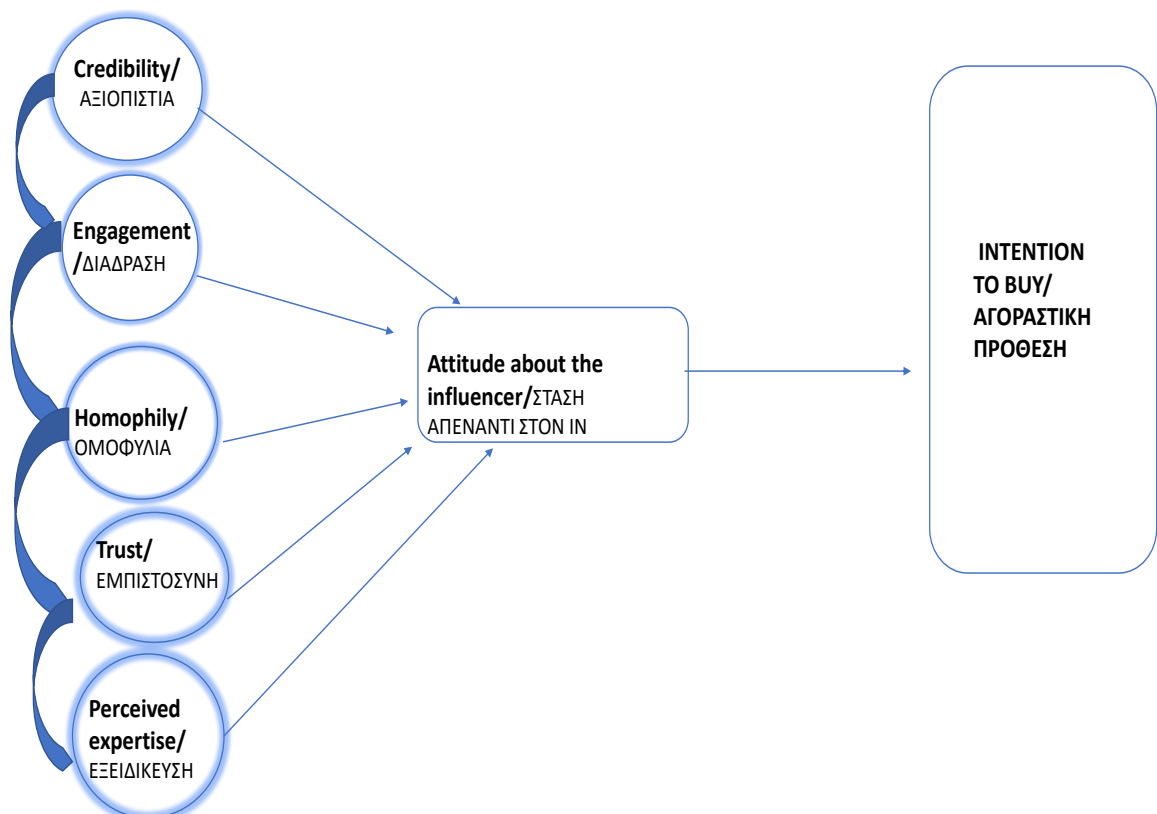 Credibility/
ΑΞΙΟΠΙΣΤΙΑ
Engagement
/ΔΙΑΔΡΑΣΗ
Homophily/
ΟΜΟΦΥΛΙΑ
Trust/
ΕΜΠΙΣΤΟΣΥΝΗ
Perceived
expertise/
ΕΞΕΙΔΙΚΕΥΣΗ
Attitude about the
influencer/ΣΤΑΣΗ
ΑΠΕΝΑΝΤΙ ΣΤΟΝ ΙΝ
INTENTION
TO BUY/
ΑΓΟΡΑΣΤΙΚΗ
ΠΡΟΘΕΣΗ